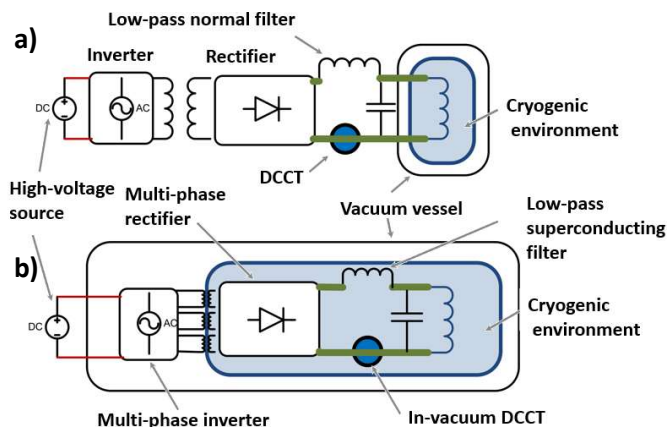 Low-pass normal filter
a)
Inverter
Rectifier
DC
AC
Cryogenic
environment
DCCT
High-voltage
source
Multi-phase
rectifier
Vacuum vessel
Low-pass
superconducting
filter
b)
DC
AC
Cryogenic
environment
Multi-phase inverter
In-vacuum DCCT